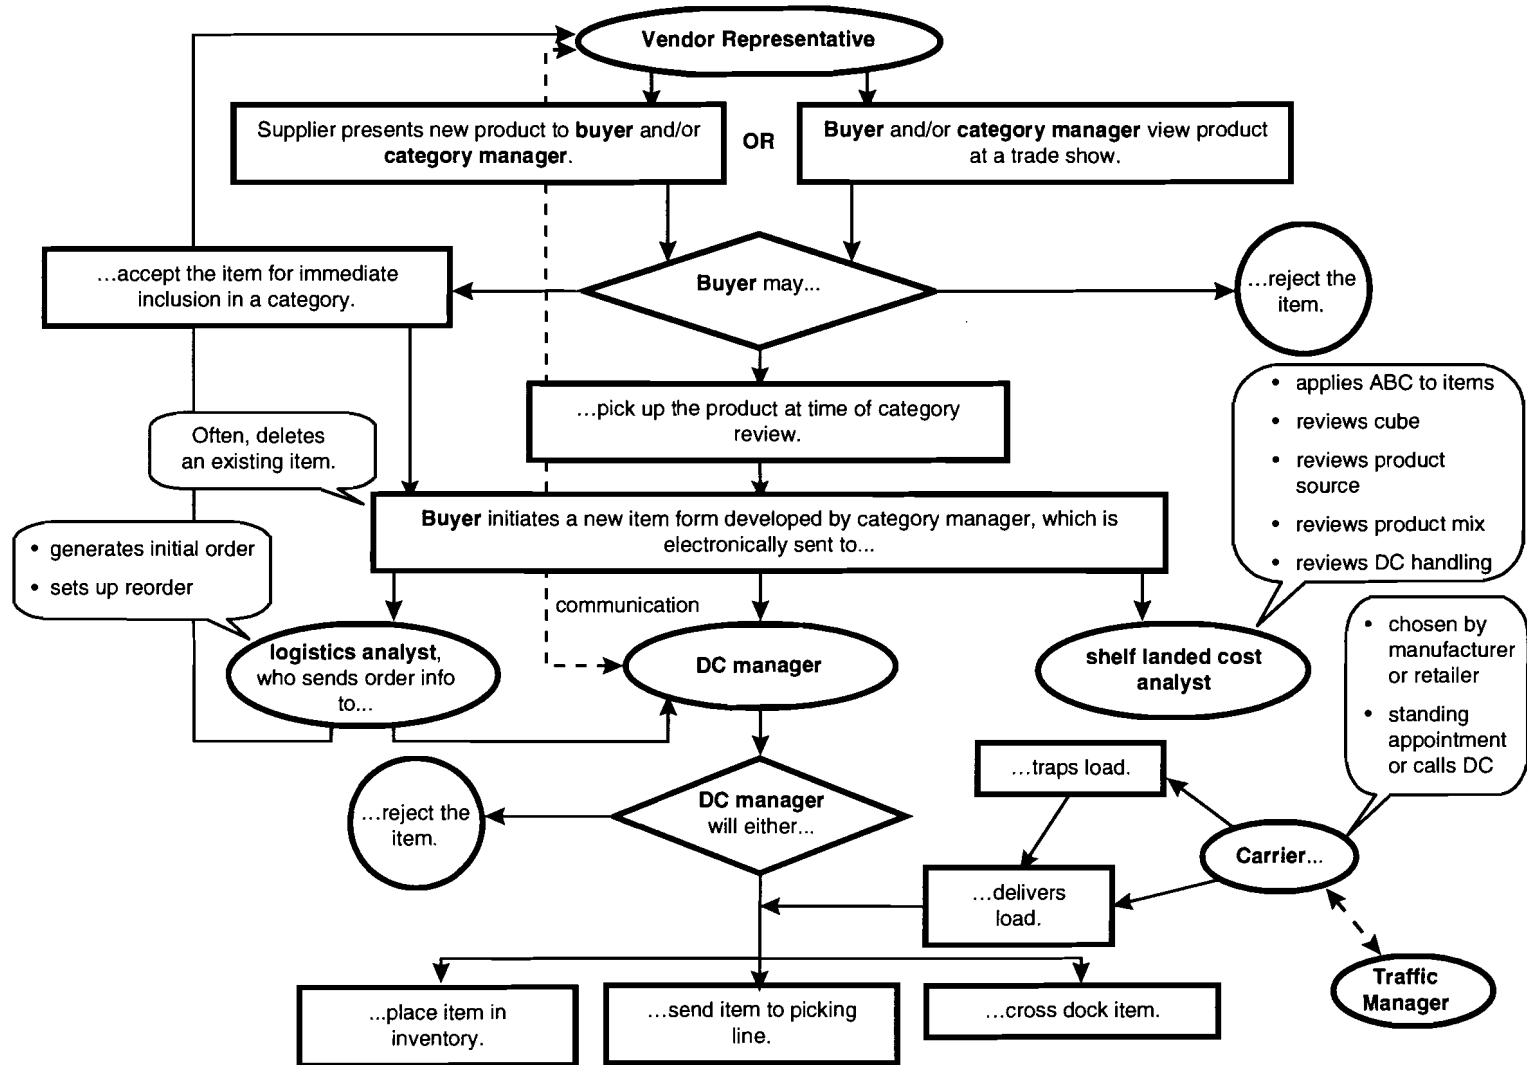 Vendor Representative
Supplier presents new product to buyer and/or
category manager.
OR
Buyer and/or category manager view product
at a trade show.
...accept the item for immediate
inclusion in a category.
Buyer may...
...reject the
item.
...pick up the product at time of category
review.
• applies ABC to items
• reviews cube
• reviews product
source
• reviews product mix
• reviews DC handling
Often, deletes
an existing item.
Buyer initiates a new item form developed by category manager, which is
electronically sent to...
• generates initial order
• sets up reorder
communication
logistics analyst,
who sends order info
to...
DC manager
shelf landed cost
analyst
• chosen by
manufacturer
or retailer
• standing
appointment
or calls DC
...traps load.
...reject the
item.
DC manager
will either...
Carrier...
...delivers
load.
Traffic
Manager
...place item in
inventory.
...send item to picking
line.
...cross dock item.